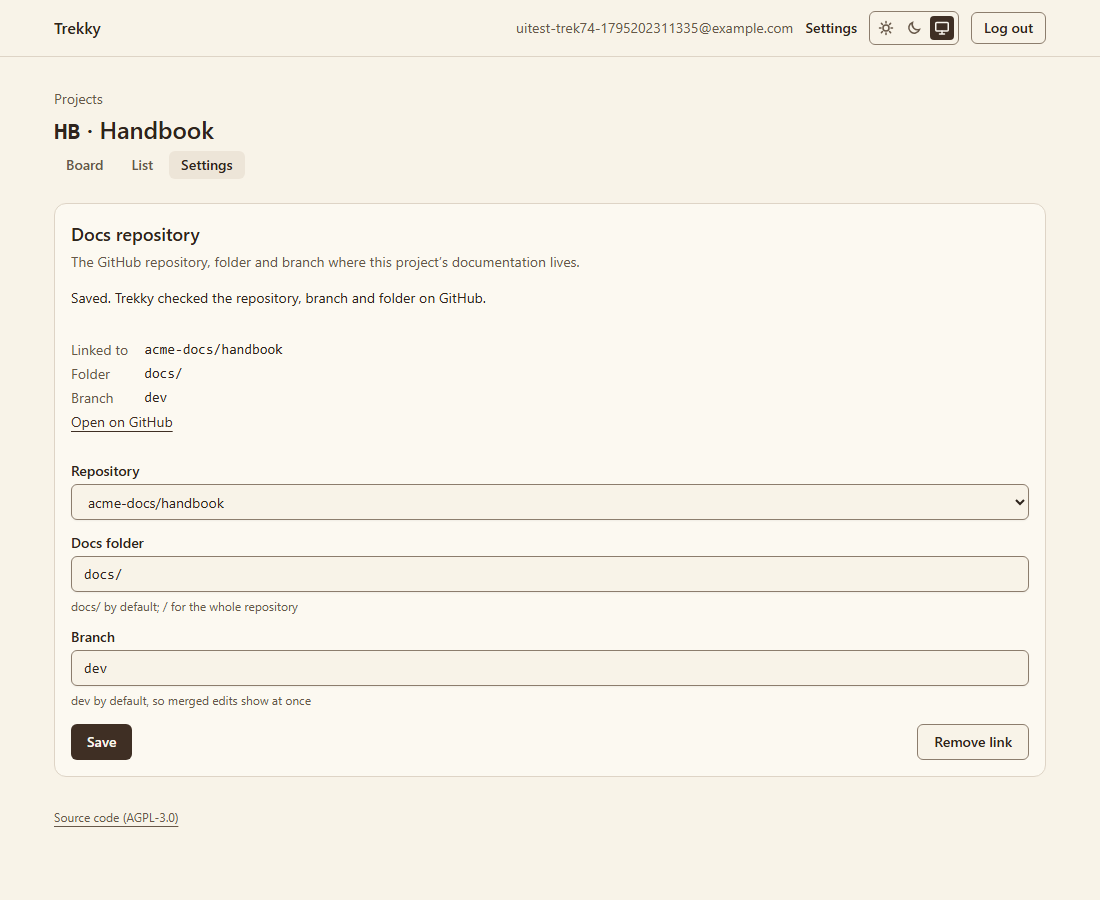 Trekky
uitest-trek74-1795202311335@example.com Settings Log out
Projects
HB · Handbook
Board List Settings
Docs repository
The GitHub repository, folder and branch where this project's documentation lives.
Saved. Trekky checked the repository, branch and folder on GitHub.
Linked to acme-docs/handbook
Folder docs/
Branch dev
Open on GitHub
Repository
acme-docs/handbook
Docs folder
docs/
docs/ by default; / for the whole repository
Branch
dev
dev by default, so merged edits show at once
Save Remove link
Source code (AGPL-3.0)